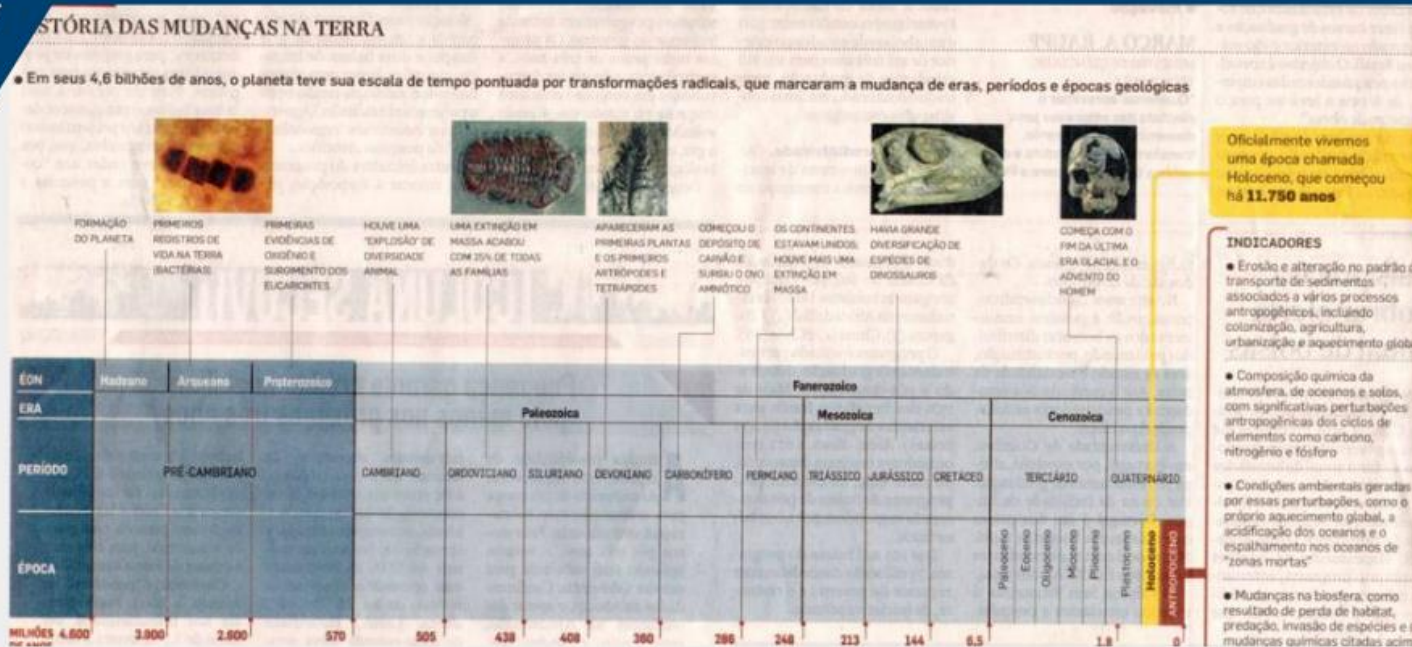 STÓRIA DAS MUDANÇAS NA TERRA
• Em seus 4,6 bilhões de anos, o planeta teve sua escala de tempo pontuada por transformações radicais, que marcaram a mudança de eras, períodos e épocas geológicas
FORMAÇÃO
DO PLANETA
PRIMEIROS
REGISTROS DE
VIDA NA TERRA
(BACTÉRIAS)
PRIMEIRAS
EVIDÊNCIAS DE
OXIGÊNIO E
SURGIMENTO DOS
EUCARIONTES
HOUVE UMA
"EXPLOSÃO" DE
DIVERSIDADE
ANIMAL
UMA EXTINÇÃO EM
MASSA ACABOU
COM 25% DE TODAS
AS FAMÍLIAS
APARECERAM AS
PRIMEIRAS PLANTAS
E OS PRIMEIROS
ARTRÓPODES E
TETRÁPODES
COMEÇOU O
DEPÓSITO DE
CARVÃO E
SURGIU O OVO
AMNIÓTICO
OS CONTINENTES
ESTAVAM UNIDOS;
HOUVE MAIS UMA
EXTINÇÃO EM
MASSA
HAVIA GRANDE
DIVERSIFICAÇÃO DE
ESPÉCIES DE
DINOSSAUROS
COMEÇA COM O
FIM DA ÚLTIMA
ERA GLACIAL E O
ADVENTO DO
HOMEM
Oficialmente vivemos
uma época chamada
Holoceno, que começou
há 11.750 anos
INDICADORES
• Erosão e alteração no padrão
transporte de sedimentos
associados a vários processos
antropogênicos, incluindo
colonização, agricultura,
urbanização e aquecimento
• Composição química da
atmosfera, de oceanos e solos,
com significativas perturbações
antropogênicas dos ciclos de
elementos como carbono,
nitrogênio e fósforo
• Condições ambientais geradas
por essas perturbações, como o
próprio aquecimento global, a
acidificação dos oceanos e o
espalhamento nos oceanos de
"zonas mortas"
• Mudanças na biosfera, como
resultado de perda de habitat,
predação, invasão de espécies e
mudanças químicas citadas
ÉON Hadeano Arqueano Proterozoico Fanerozoico
ERA Paleozoica Mesozoica Cenozoica
PERÍODO PRÉ-CAMBRIANO CAMBRIANO ORDOVICIANO SILURIANO DEVONIANO CARBONÍFERO PERMIANO TRIÁSSICO JURÁSSICO CRETÁCEO TERCIÁRIO QUATERNÁRIO
ÉPOCA Paleoceno Eoceno Oligoceno Mioceno Plioceno Pleistoceno Holoceno ANTROPOCENO
MILHÕES 4.600 3.800 2.600 570 505 438 408 360 286 248 213 144 6.5 1.8 0
DE ANOS